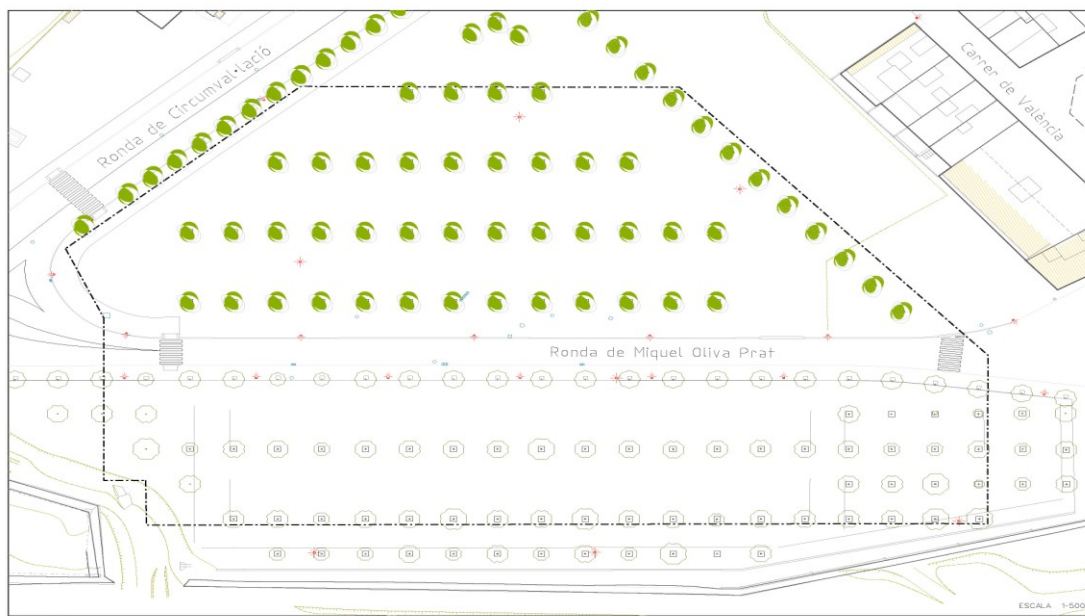 Ronda de Circumval·lació
Carrer de València
Ronda de Miquel Oliva Prat
ESCALA 1-500